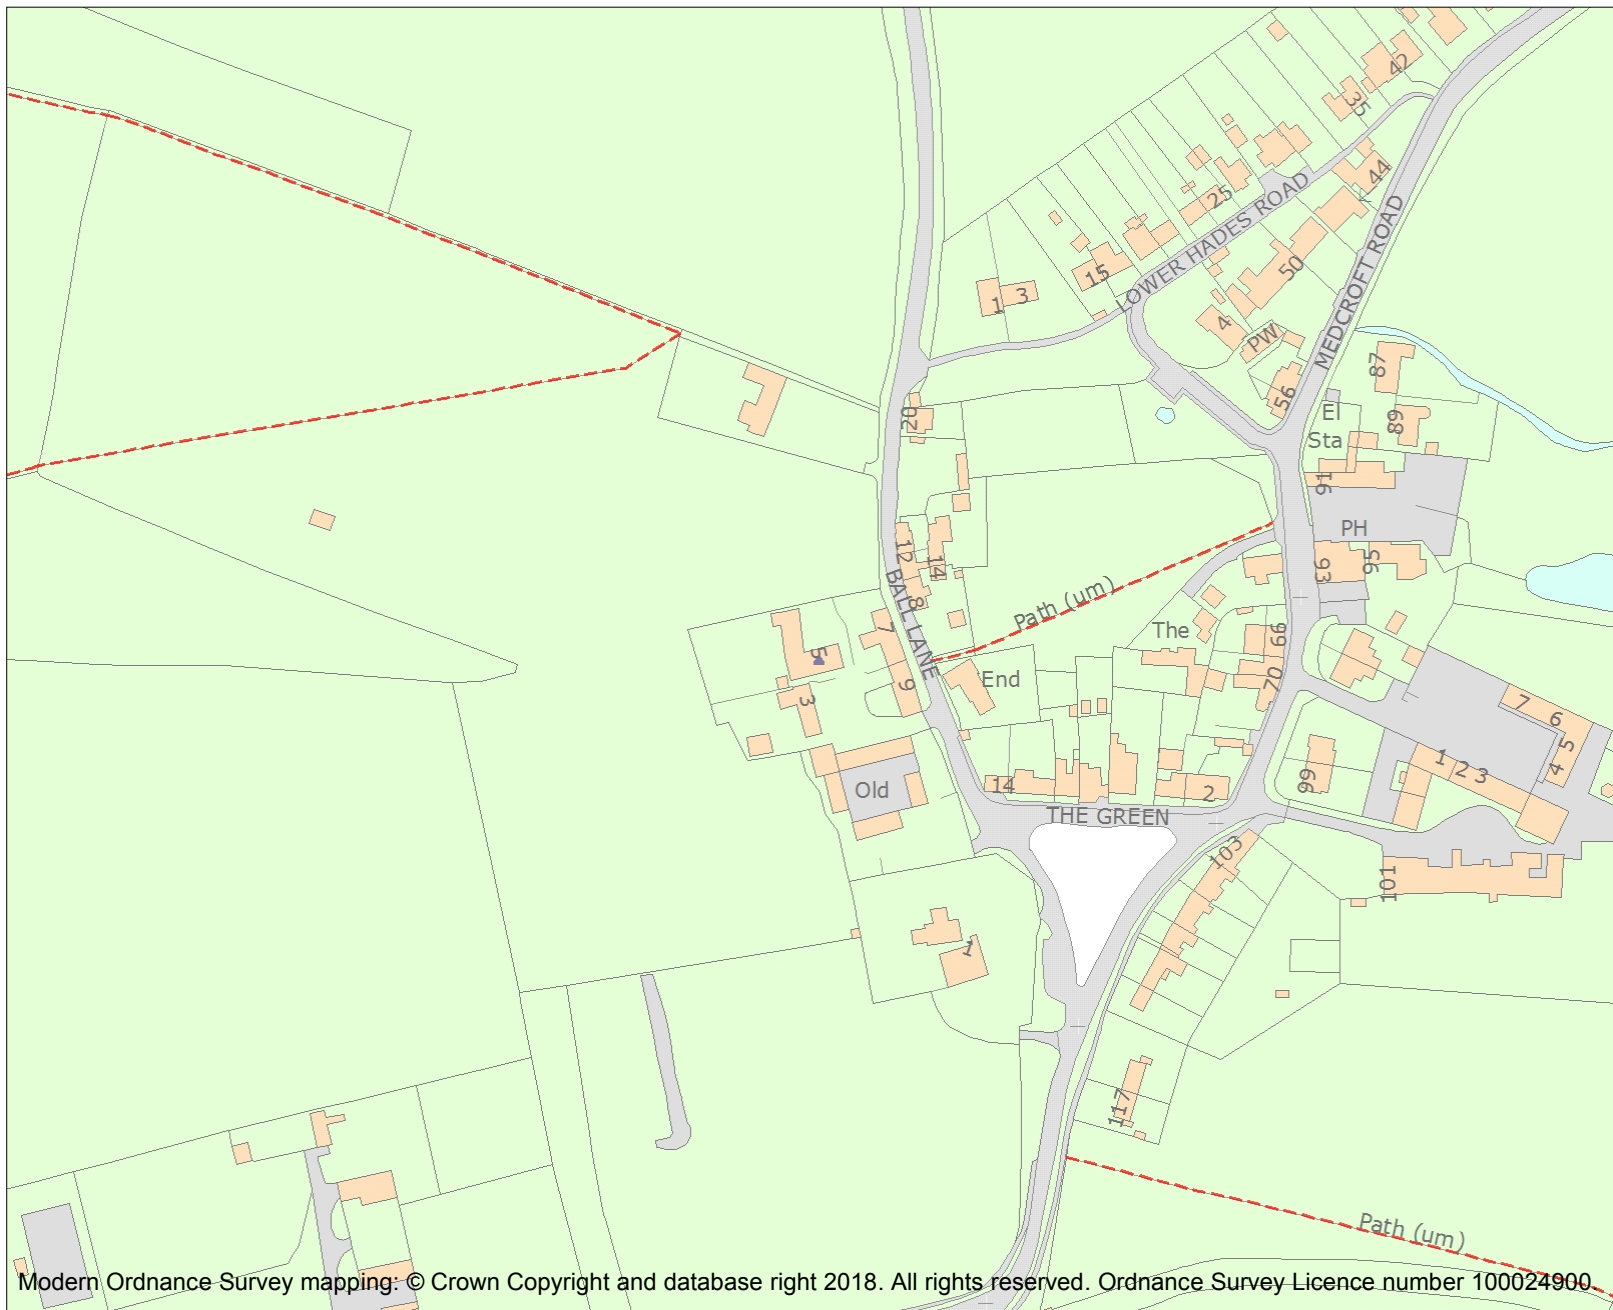 42
35
44
25
LOWER HADES ROAD
MEDCROFT ROAD
15
50
1
3
4
PW
87
56
20
El
Sta
89
91
PH
12
14
93
95
8
BALL LANE
Path (um)
7
The
66
5
End
70
9
3
7
6
5
4
1
2
3
99
Old
14
2
THE GREEN
103
101
1
117
Path (um)
Modern Ordnance Survey mapping: © Crown Copyright and database right 2018. All rights reserved. Ordnance Survey Licence number 100024900.